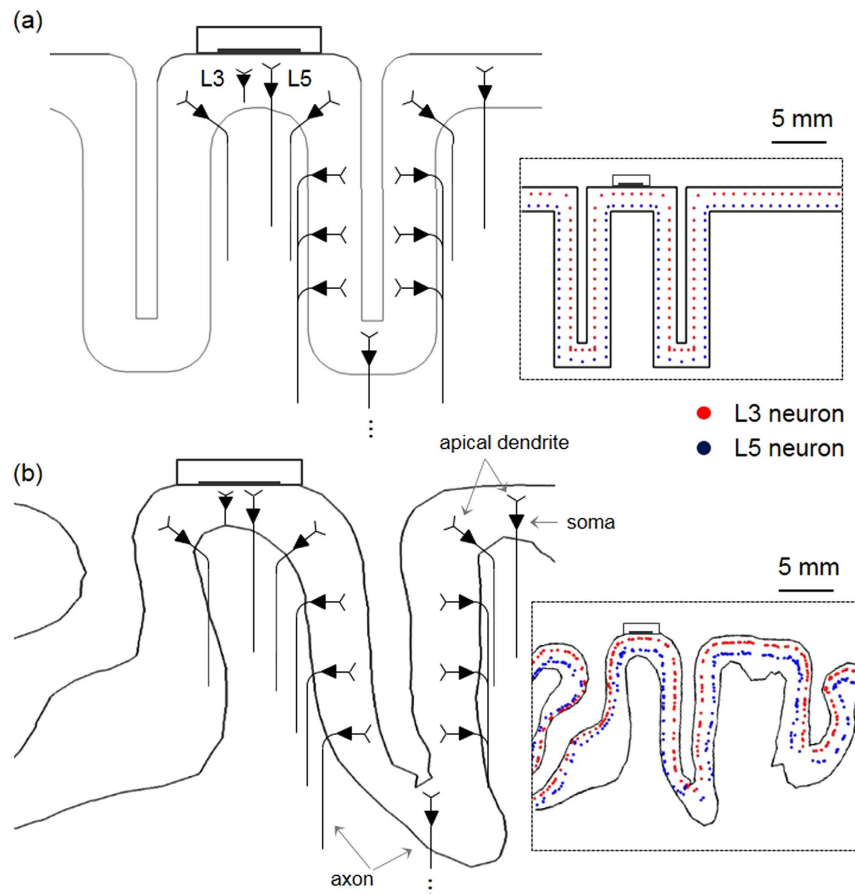 (a)
L3
L5
5 mm
L3 neuron
L5 neuron
(b)
apical dendrite
soma
5 mm
axon